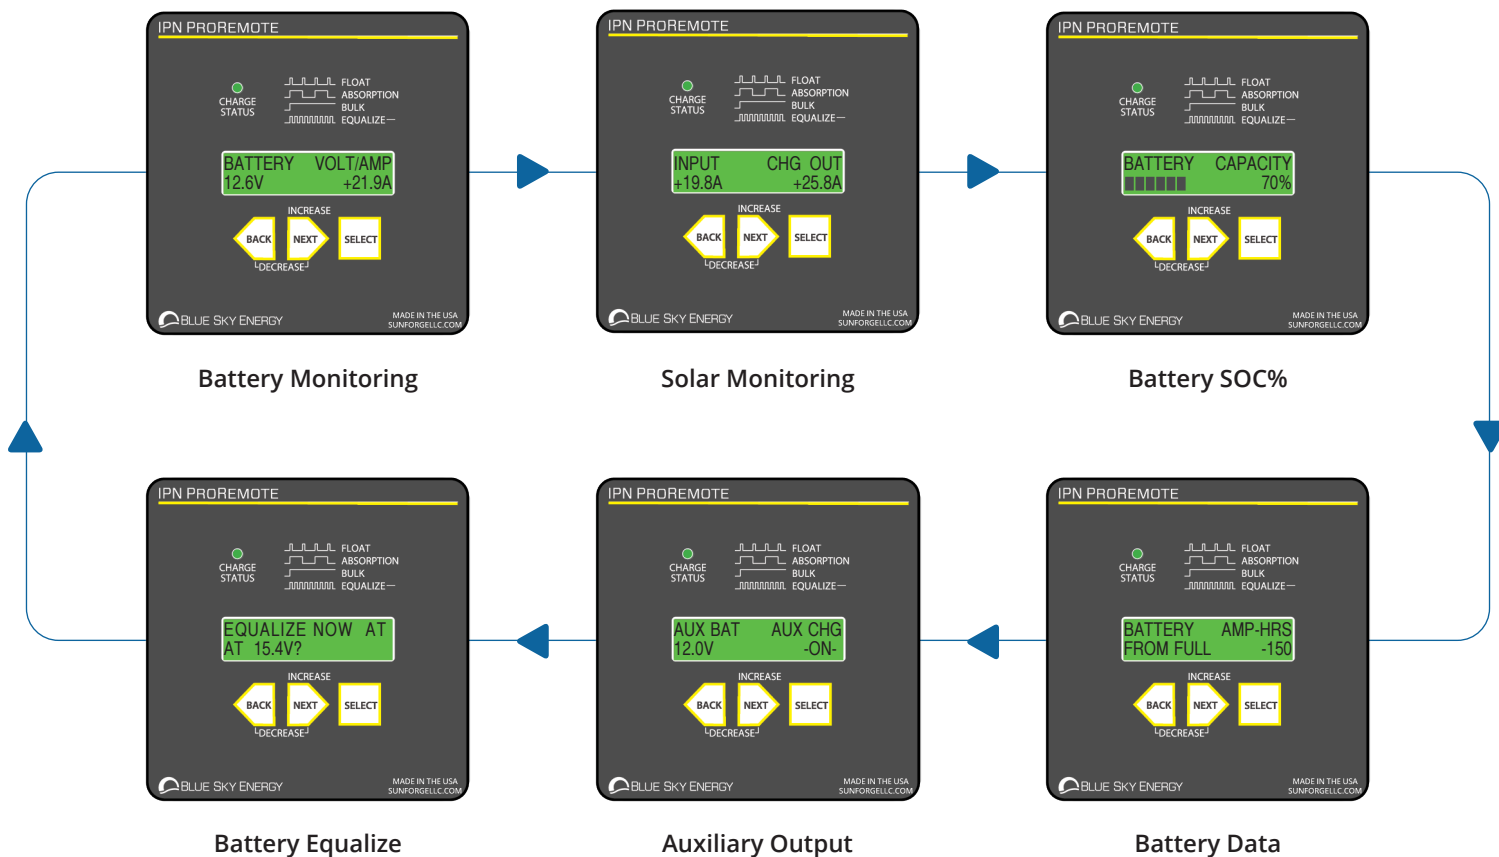 IPN PROREMOTE
CHARGE
STATUS
FLOAT
ABSORPTION
BULK
EQUALIZE
BATTERY VOLT/AMP
12.6V +21.9A
INCREASE
BACK NEXT SELECT
DECREASE
BLUE SKY ENERGY
MADE IN THE USA
SUNFORGELLC.COM
Battery Monitoring
IPN PROREMOTE
CHARGE
STATUS
FLOAT
ABSORPTION
BULK
EQUALIZE
INPUT CHG OUT
+19.8A +25.8A
INCREASE
BACK NEXT SELECT
DECREASE
BLUE SKY ENERGY
MADE IN THE USA
SUNFORGELLC.COM
Solar Monitoring
IPN PROREMOTE
CHARGE
STATUS
FLOAT
ABSORPTION
BULK
EQUALIZE
BATTERY CAPACITY
70%
INCREASE
BACK NEXT SELECT
DECREASE
BLUE SKY ENERGY
MADE IN THE USA
SUNFORGELLC.COM
Battery SOC%
IPN PROREMOTE
CHARGE
STATUS
FLOAT
ABSORPTION
BULK
EQUALIZE
EQUALIZE NOW AT
AT 15.4V?
INCREASE
BACK NEXT SELECT
DECREASE
BLUE SKY ENERGY
MADE IN THE USA
SUNFORGELLC.COM
Battery Equalize
IPN PROREMOTE
CHARGE
STATUS
FLOAT
ABSORPTION
BULK
EQUALIZE
AUX BAT AUX CHG
12.0V -ON-
INCREASE
BACK NEXT SELECT
DECREASE
BLUE SKY ENERGY
MADE IN THE USA
SUNFORGELLC.COM
Auxiliary Output
IPN PROREMOTE
CHARGE
STATUS
FLOAT
ABSORPTION
BULK
EQUALIZE
BATTERY AMP-HRS
FROM FULL -150
INCREASE
BACK NEXT SELECT
DECREASE
BLUE SKY ENERGY
MADE IN THE USA
SUNFORGELLC.COM
Battery Data